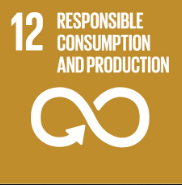 12 RESPONSIBLE
CONSUMPTION
AND PRODUCTION